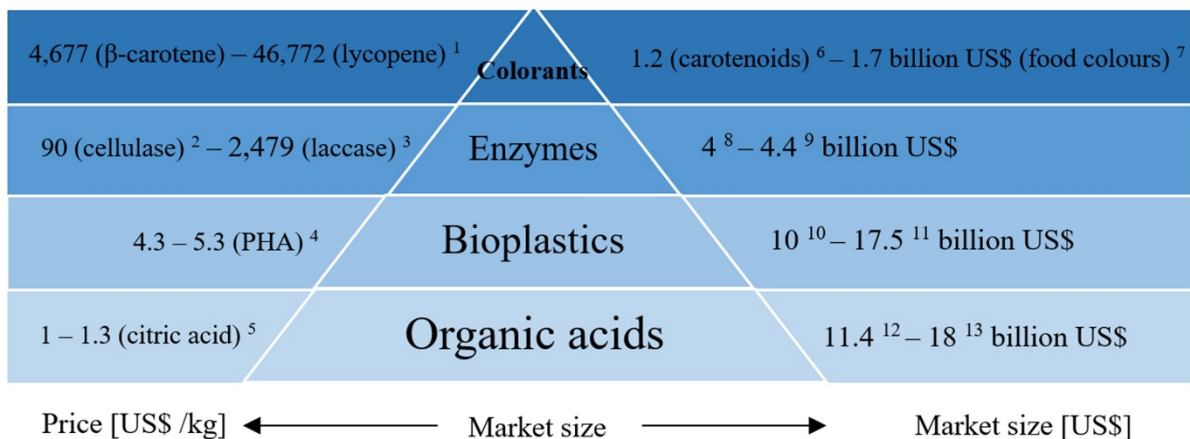 4,677 (β-carotene) – 46,772 (lycopene) 1
Colorants
1.2 (carotenoids) 6 – 1.7 billion US$ (food colours) 7
90 (cellulase) 2 – 2,479 (laccase) 3
Enzymes
4 8 – 4.4 9 billion US$
4.3 – 5.3 (PHA) 4
Bioplastics
10 10 – 17.5 11 billion US$
1 – 1.3 (citric acid) 5
Organic acids
11.4 12 – 18 13 billion US$
Price [US$ /kg]
Market size
Market size [US$]